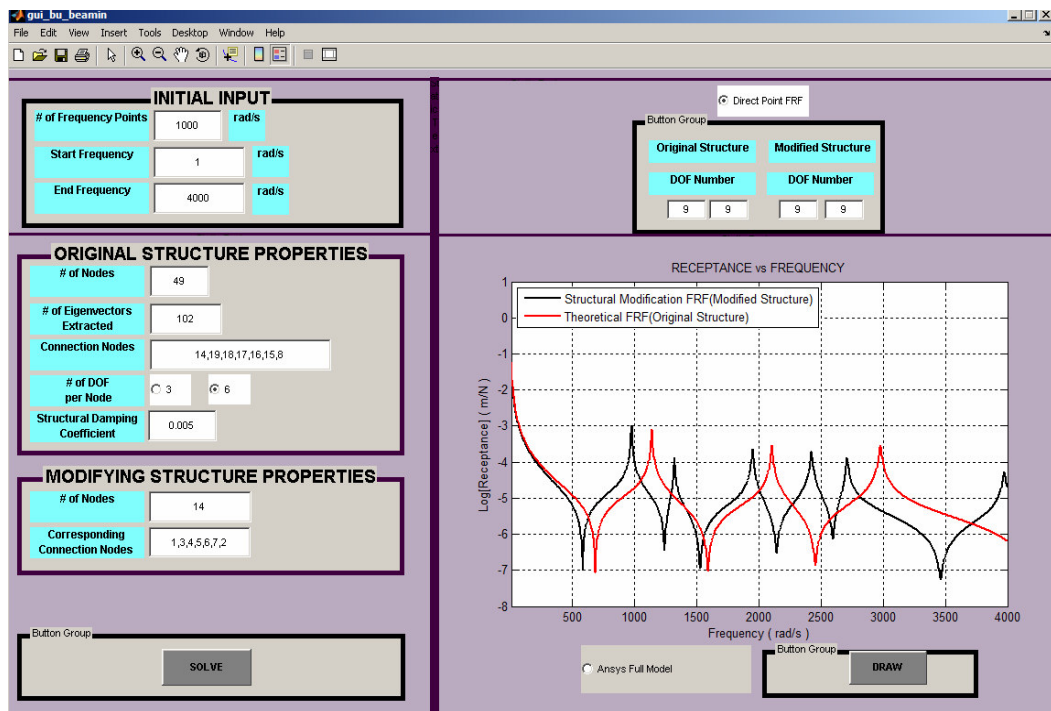 gui_bu_beamin
File Edit View Insert Tools Desktop Window Help
INITIAL INPUT
# of Frequency Points
1000
rad/s
Start Frequency
1
rad/s
End Frequency
4000
rad/s
ORIGINAL STRUCTURE PROPERTIES
# of Nodes
49
# of Eigenvectors
Extracted
102
Connection Nodes
14,19,18,17,16,15,8
# of DOF
per Node
3
6
Structural Damping
Coefficient
0.005
MODIFYING STRUCTURE PROPERTIES
# of Nodes
14
Corresponding
Connection Nodes
1,3,4,5,6,7,2
Button Group
SOLVE
Direct Point FRF
Button Group
Original Structure
Modified Structure
DOF Number
DOF Number
9 9
9 9
RECEPTANCE vs FREQUENCY
Structural Modification FRF(Modified Structure)
Theoretical FRF(Original Structure)
Log[Receptance] ( m/N )
1
0
-1
-2
-3
-4
-5
-6
-7
-8
500 1000 1500 2000 2500 3000 3500 4000
Frequency ( rad/s )
Ansys Full Model
Button Group
DRAW